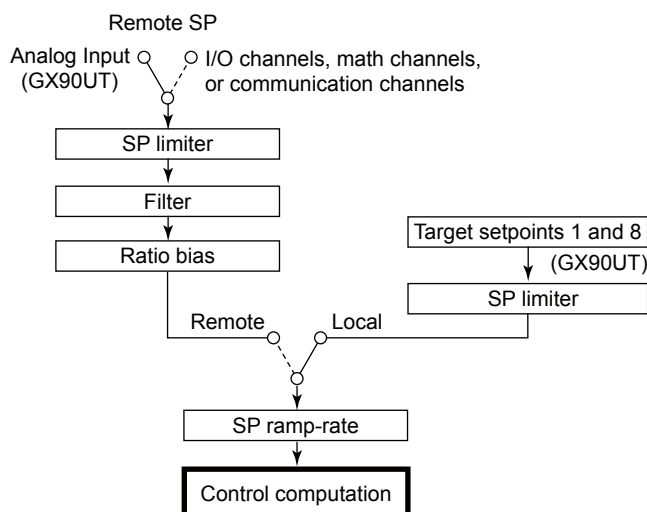 Remote SP
Analog Input
(GX90UT)
I/O channels, math channels,
or communication channels
SP limiter
Filter
Ratio bias
Target setpoints 1 and 8
(GX90UT)
SP limiter
Remote
Local
SP ramp-rate
Control computation